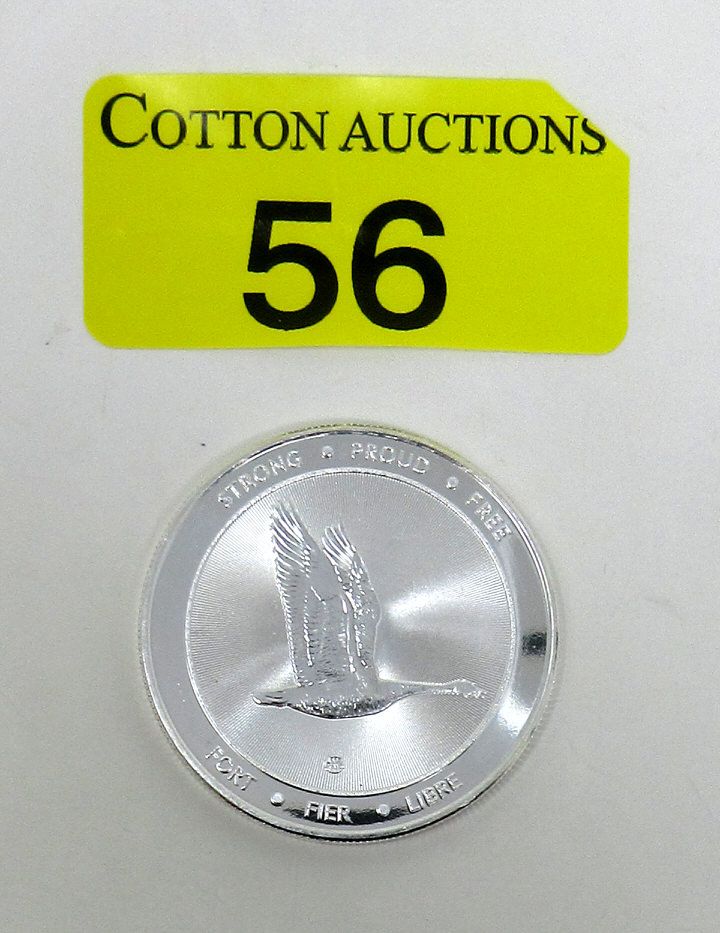 COTTON AUCTIONS
56
STRONG • PROUD • FREE
FORT • FIER • LIBRE